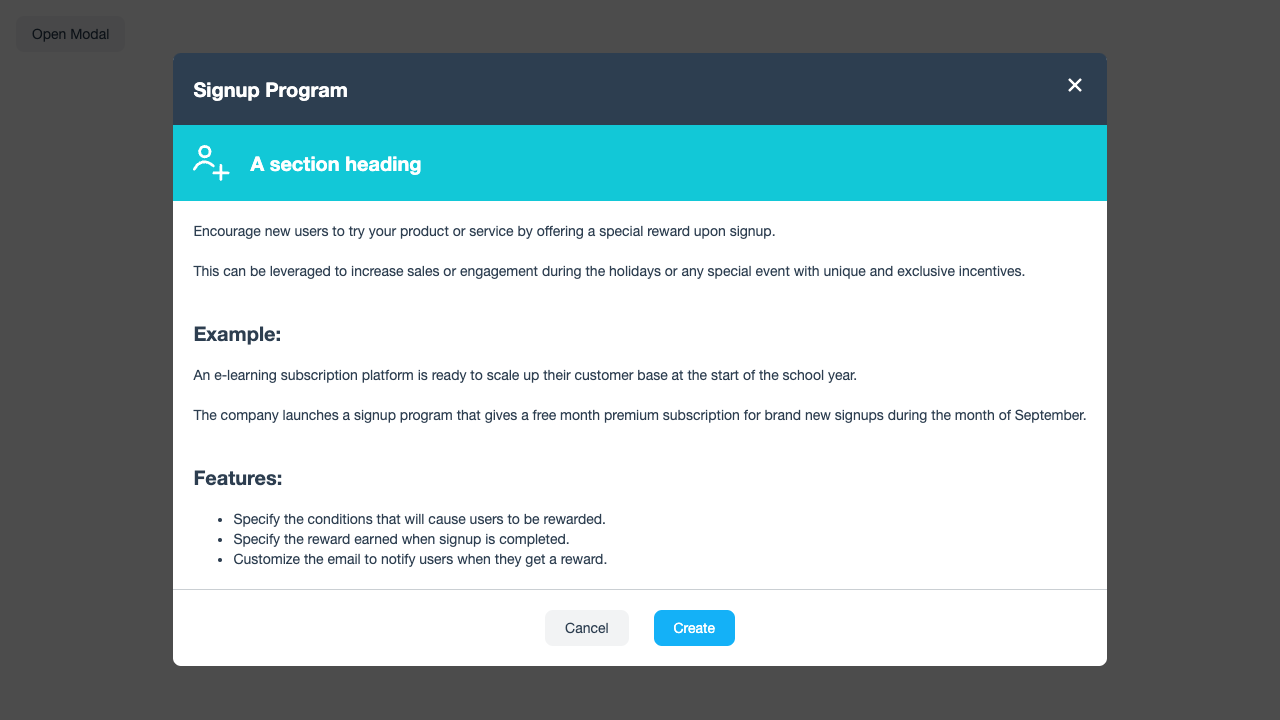 Open Modal
Signup Program
A section heading
Encourage new users to try your product or service by offering a special reward upon signup.
This can be leveraged to increase sales or engagement during the holidays or any special event with unique and exclusive incentives.
Example:
An e-learning subscription platform is ready to scale up their customer base at the start of the school year.
The company launches a signup program that gives a free month premium subscription for brand new signups during the month of September.
Features:
• Specify the conditions that will cause users to be rewarded.
• Specify the reward earned when signup is completed.
• Customize the email to notify users when they get a reward.
Cancel Create